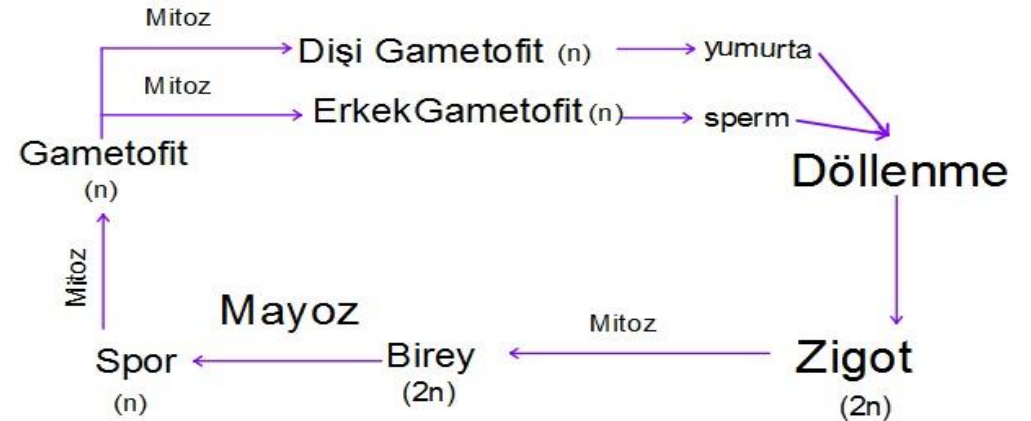 Mitoz
Dişi Gametofit (n)
yumurta
Mitoz
ErkekGametofit (n)
sperm
Gametofit
(n)
Döllenme
Mitoz
Mayoz
Mitoz
Spor
(n)
Birey
(2n)
Zigot
(2n)